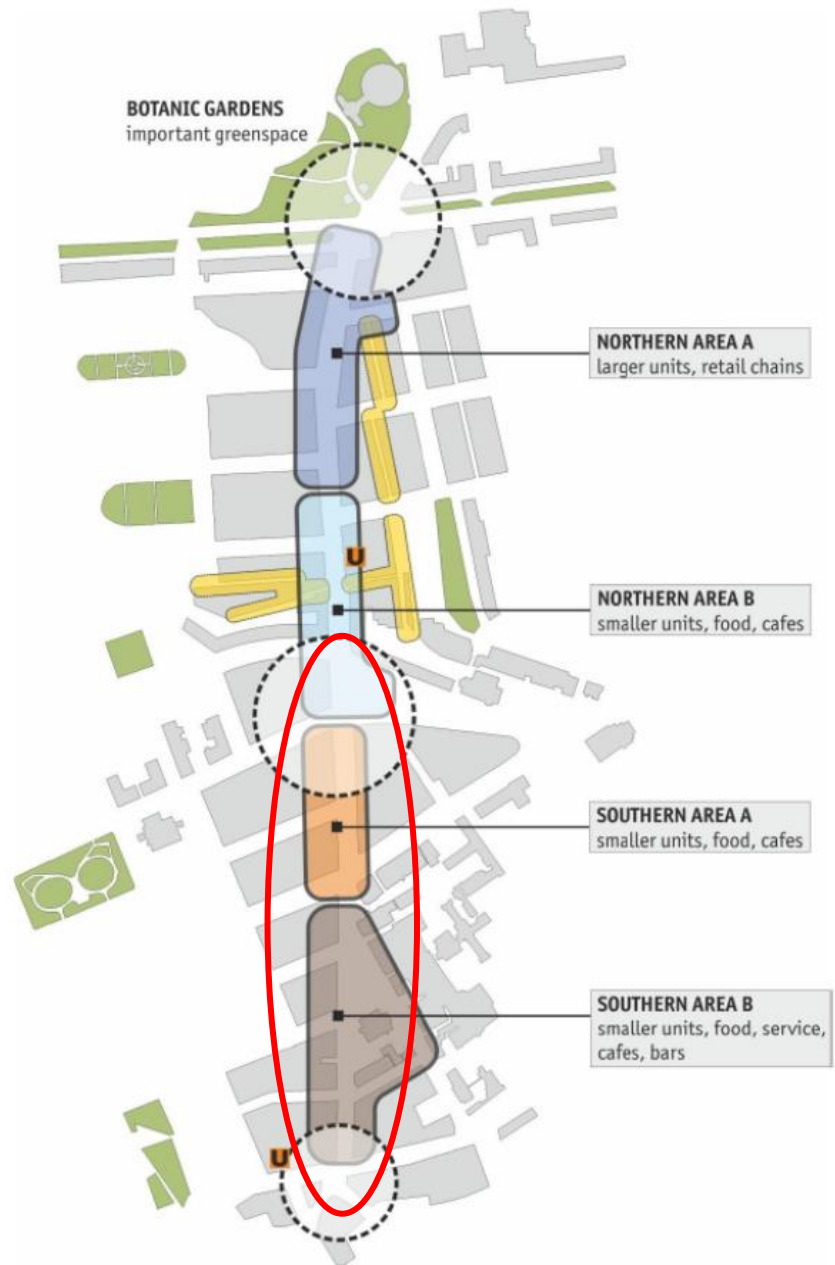 BOTANIC GARDENS
important greenspace
NORTHERN AREA A
larger units, retail chains
U
NORTHERN AREA B
smaller units, food, cafes
SOUTHERN AREA A
smaller units, food, cafes
SOUTHERN AREA B
smaller units, food, service,
cafes, bars
U